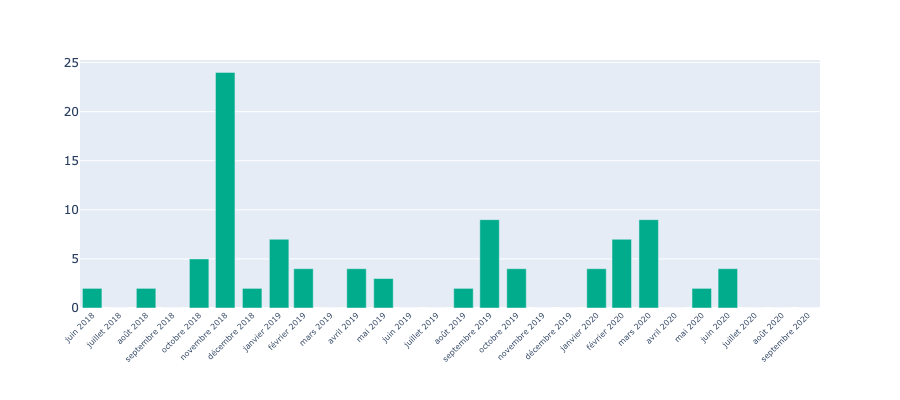 25
20
15
10
5
0
juin 2018
juillet 2018
août 2018
septembre 2018
octobre 2018
novembre 2018
décembre 2018
janvier 2019
février 2019
mars 2019
avril 2019
mai 2019
juin 2019
juillet 2019
août 2019
septembre 2019
octobre 2019
novembre 2019
décembre 2019
janvier 2020
février 2020
mars 2020
avril 2020
mai 2020
juin 2020
juillet 2020
août 2020
septembre 2020